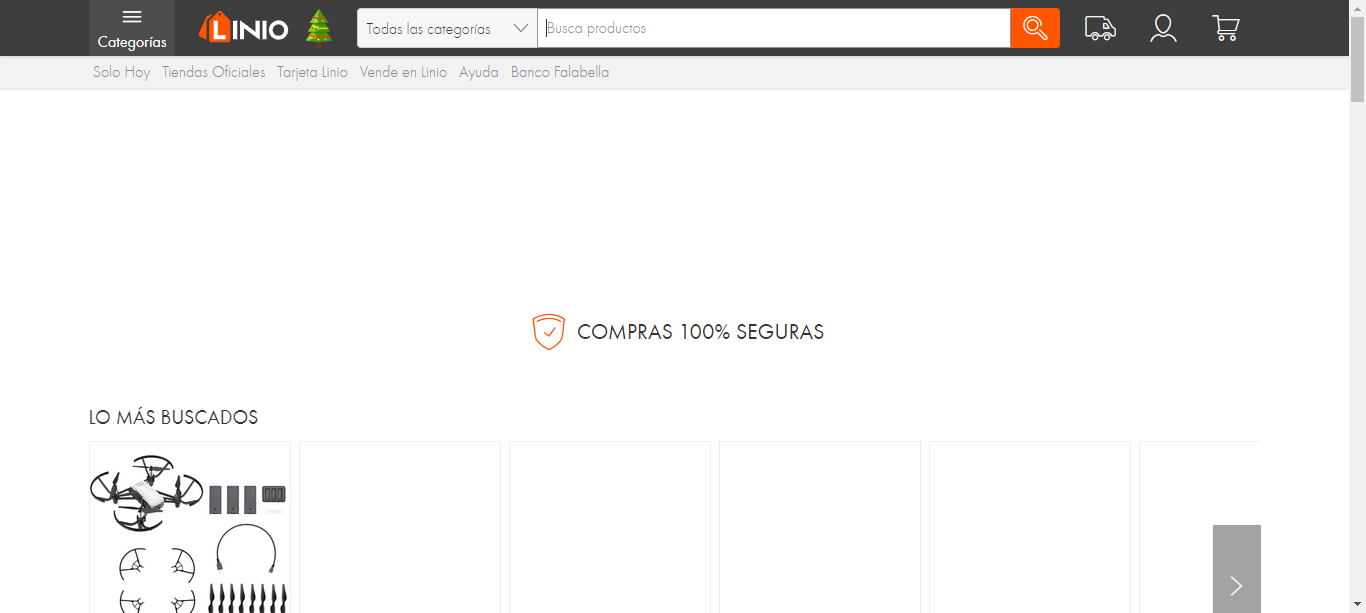 Categorías
LINIO
Todas las categorías
Busca productos
Solo Hoy Tiendas Oficiales Tarjeta Linio Vende en Linio Ayuda Banco Falabella
COMPRAS 100% SEGURAS
LO MÁS BUSCADOS